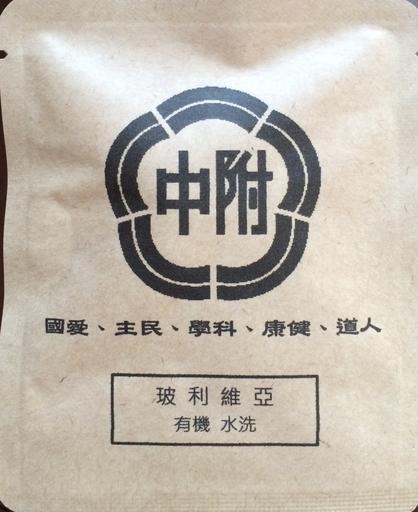 附中
人道、健康、科學、民主、愛國
玻利維亞
有機 水洗